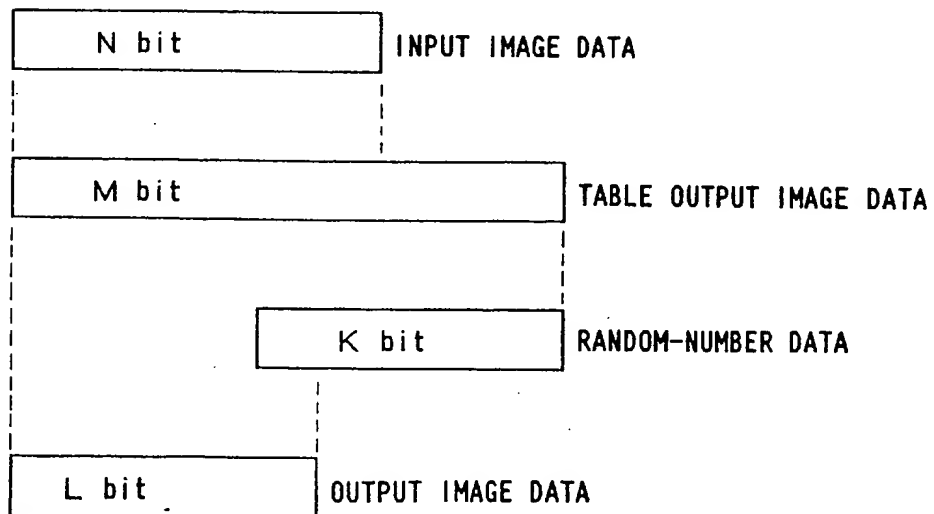 N bit INPUT IMAGE DATA
M bit TABLE OUTPUT IMAGE DATA
K bit RANDOM-NUMBER DATA
L bit OUTPUT IMAGE DATA